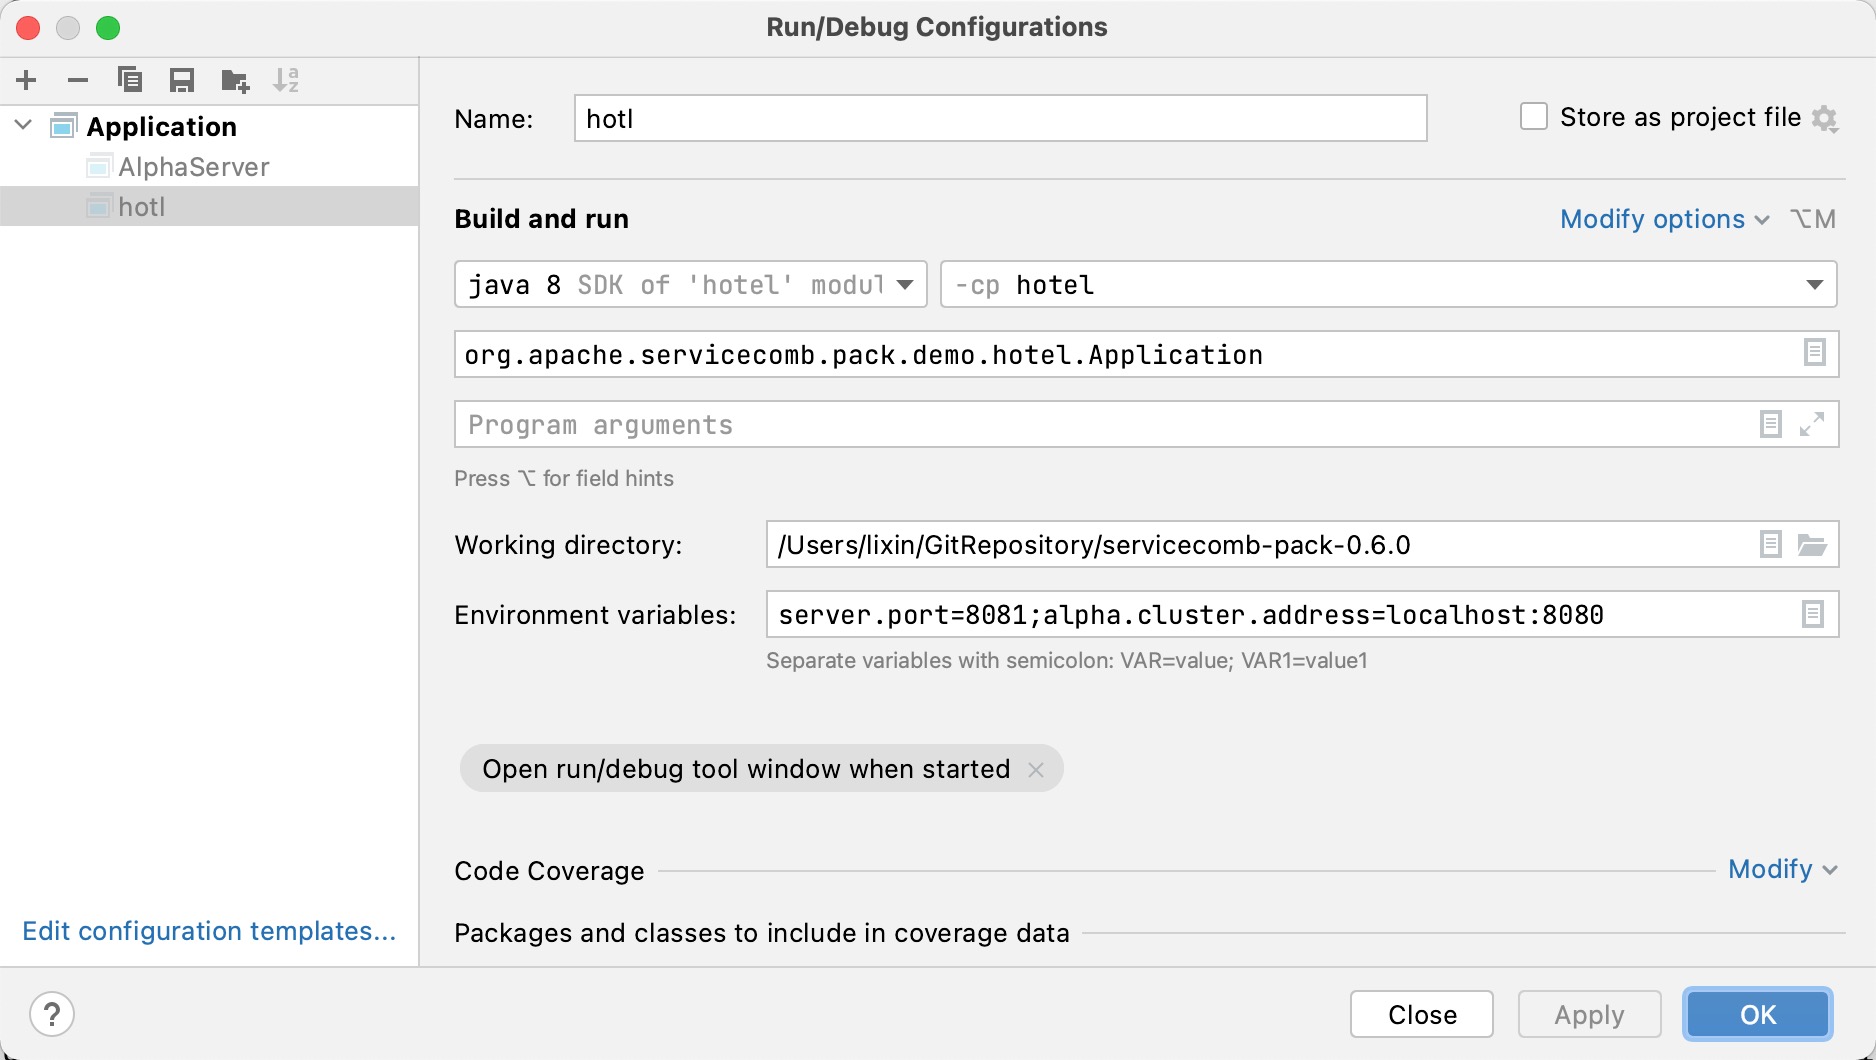 Run/Debug Configurations
Application
AlphaServer
hotl
Edit configuration templates...
Name: hotl
Store as project file
Build and run
Modify options ⌥M
java 8 SDK of 'hotel' modul
-cp hotel
org.apache.servicecomb.pack.demo.hotel.Application
Program arguments
Press ⌥ for field hints
Working directory: /Users/lixin/GitRepository/servicecomb-pack-0.6.0
Environment variables: server.port=8081;alpha.cluster.address=localhost:8080
Separate variables with semicolon: VAR=value; VAR1=value1
Open run/debug tool window when started
Code Coverage
Modify
Packages and classes to include in coverage data
?
Close
Apply
OK